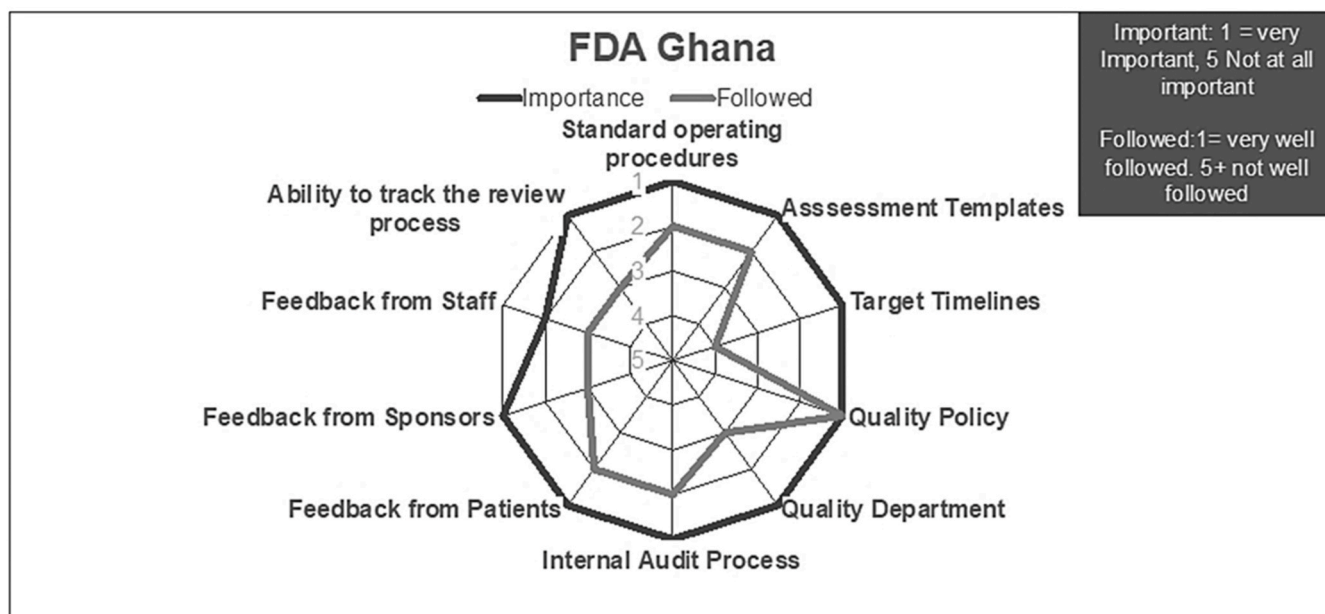 FDA Ghana
Importance Followed
Important: 1 = very
Important, 5 Not at all
important
Followed:1= very well
followed. 5+ not well
followed
Standard operating
procedures
Asssessment Templates
Target Timelines
Quality Policy
Quality Department
Internal Audit Process
Feedback from Patients
Feedback from Sponsors
Feedback from Staff
Ability to track the review
process
1
2
3
4
5